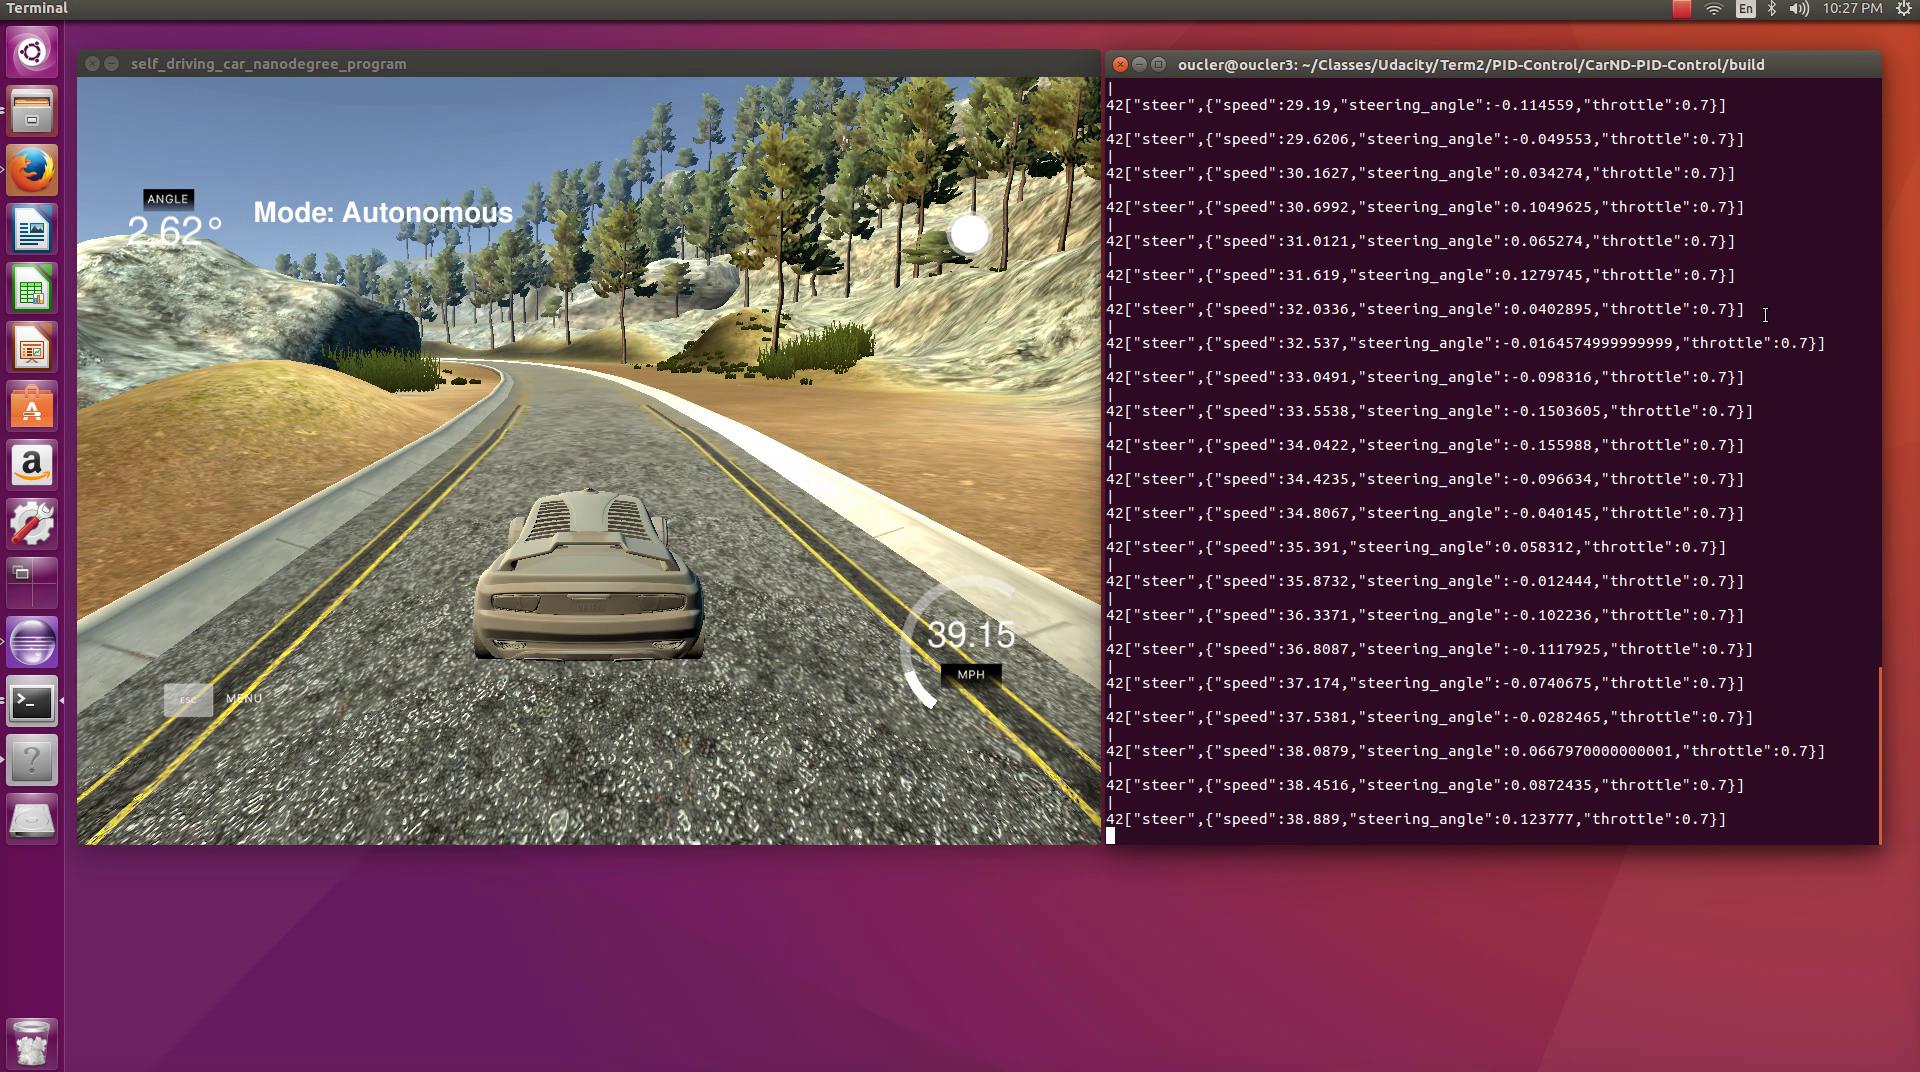 Terminal
En
10:27 PM
self_driving_car_nanodegree_program
ANGLE
2.62°
Mode: Autonomous
39.15
MPH
ESC
MENU
oucler@oucler3: ~/Classes/Udacity/Term2/PID-Control/CarND-PID-Control/build
|
42["steer",{"speed":29.19,"steering_angle":-0.114559,"throttle":0.7}]
|
42["steer",{"speed":29.6206,"steering_angle":-0.049553,"throttle":0.7}]
|
42["steer",{"speed":30.1627,"steering_angle":0.034274,"throttle":0.7}]
|
42["steer",{"speed":30.6992,"steering_angle":0.1049625,"throttle":0.7}]
|
42["steer",{"speed":31.0121,"steering_angle":0.065274,"throttle":0.7}]
|
42["steer",{"speed":31.619,"steering_angle":0.1279745,"throttle":0.7}]
|
42["steer",{"speed":32.0336,"steering_angle":0.0402895,"throttle":0.7}]
|
42["steer",{"speed":32.537,"steering_angle":-0.0164574999999999,"throttle":0.7}]
|
42["steer",{"speed":33.0491,"steering_angle":-0.098316,"throttle":0.7}]
|
42["steer",{"speed":33.5538,"steering_angle":-0.1503605,"throttle":0.7}]
|
42["steer",{"speed":34.0422,"steering_angle":-0.155988,"throttle":0.7}]
|
42["steer",{"speed":34.4235,"steering_angle":-0.096634,"throttle":0.7}]
|
42["steer",{"speed":34.8067,"steering_angle":-0.040145,"throttle":0.7}]
|
42["steer",{"speed":35.391,"steering_angle":0.058312,"throttle":0.7}]
|
42["steer",{"speed":35.8732,"steering_angle":-0.012444,"throttle":0.7}]
|
42["steer",{"speed":36.3371,"steering_angle":-0.102236,"throttle":0.7}]
|
42["steer",{"speed":36.8087,"steering_angle":-0.1117925,"throttle":0.7}]
|
42["steer",{"speed":37.174,"steering_angle":-0.0740675,"throttle":0.7}]
|
42["steer",{"speed":37.5381,"steering_angle":-0.0282465,"throttle":0.7}]
|
42["steer",{"speed":38.0879,"steering_angle":0.0667970000000001,"throttle":0.7}]
|
42["steer",{"speed":38.4516,"steering_angle":0.0872435,"throttle":0.7}]
|
42["steer",{"speed":38.889,"steering_angle":0.123777,"throttle":0.7}]